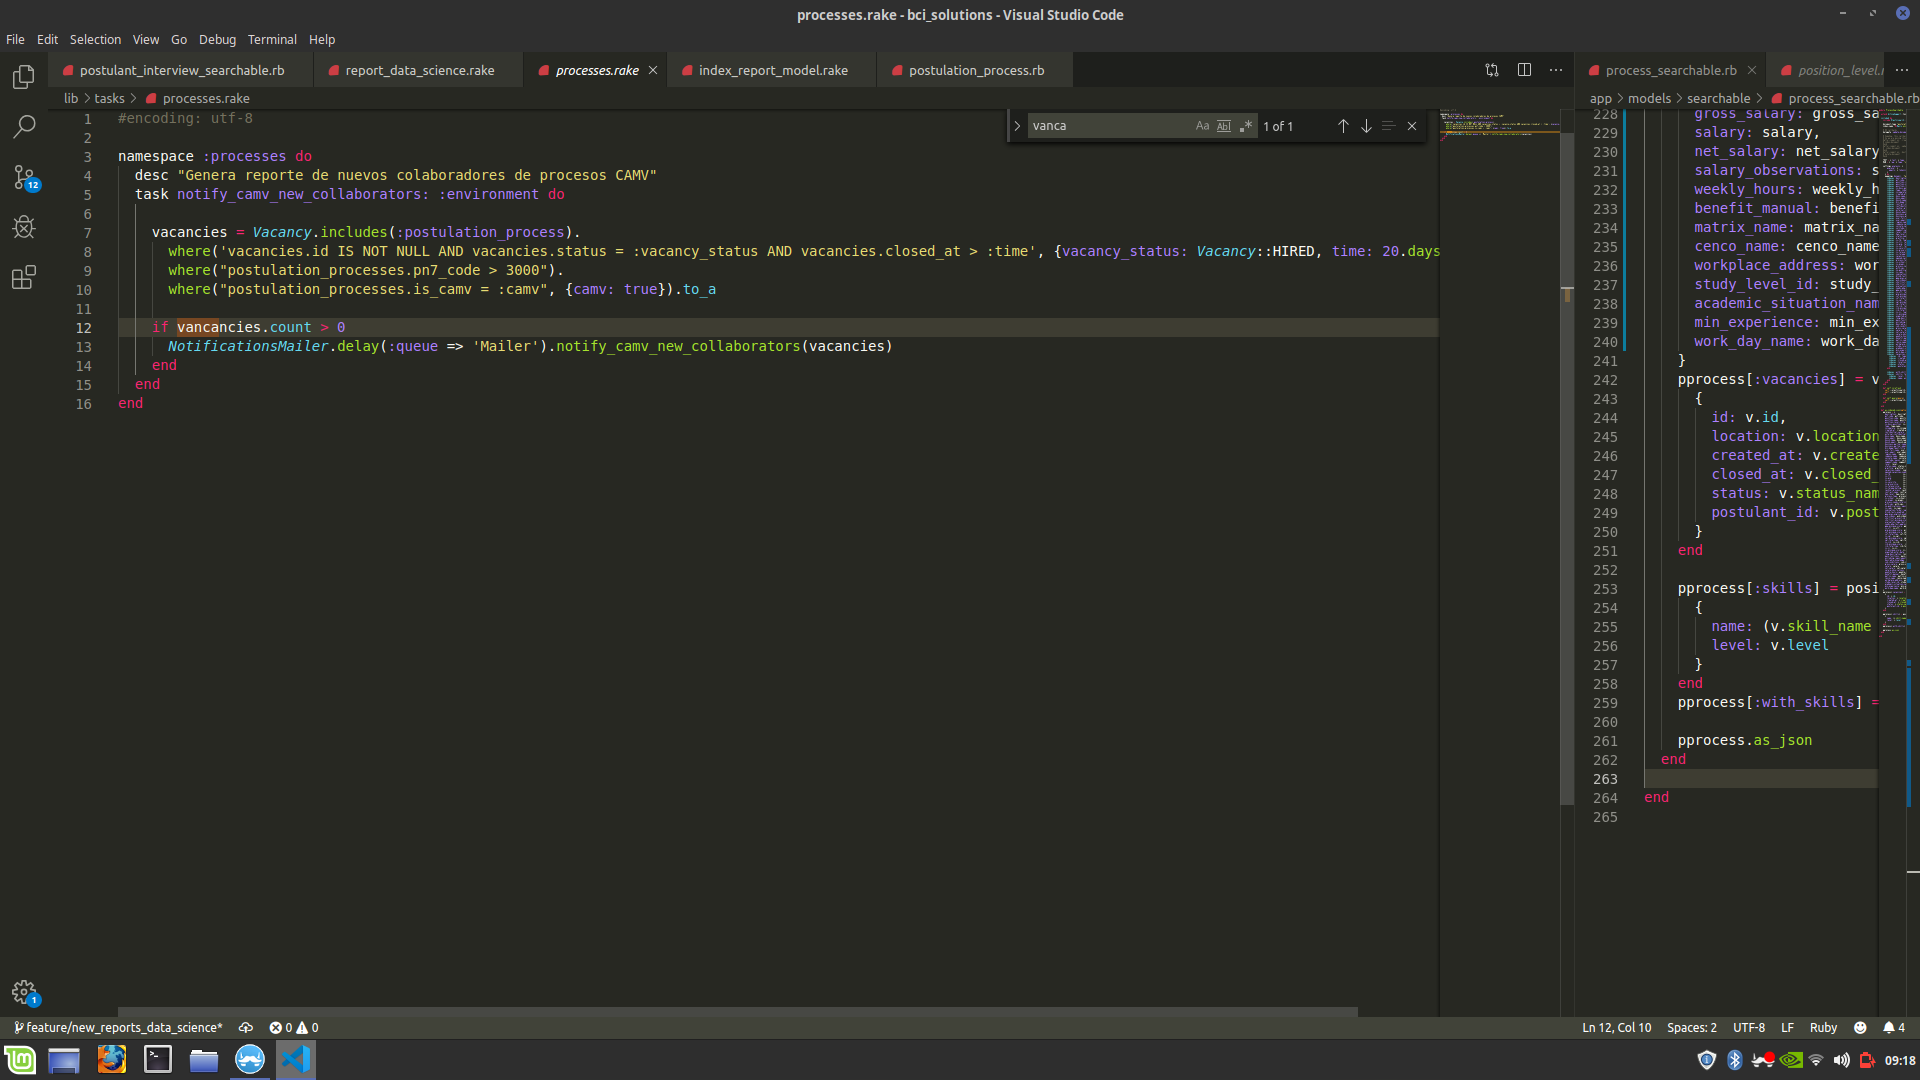 processes.rake - bci_solutions - Visual Studio Code
File Edit Selection View Go Debug Terminal Help
postulant_interview_searchable.rb report_data_science.rake processes.rake index_report_model.rake postulation_process.rb
lib > tasks > processes.rake
vanca Aa Abl .* 1 of 1
1 #encoding: utf-8
2
3 namespace :processes do
4 desc "Genera reporte de nuevos colaboradores de procesos CAMV"
5 task notify_camv_new_collaborators: :environment do
6
7 vacancies = Vacancy.includes(:postulation_process).
8 where('vacancies.id IS NOT NULL AND vacancies.status = :vacancy_status AND vacancies.closed_at > :time', {vacancy_status: Vacancy::HIRED, time: 20.days
9 where("postulation_processes.pn7_code > 3000").
10 where("postulation_processes.is_camv = :camv", {camv: true}).to_a
11
12 if vancancies.count > 0
13 NotificationsMailer.delay(:queue => 'Mailer').notify_camv_new_collaborators(vacancies)
14 end
15 end
16 end
process_searchable.rb position_level.r
app > models > searchable > process_searchable.rb
228 gross_salary: gross_sa
229 salary: salary,
230 net_salary: net_salary
231 salary_observations: s
232 weekly_hours: weekly_h
233 benefit_manual: benefi
234 matrix_name: matrix_na
235 cenco_name: cenco_name
236 workplace_address: wor
237 study_level_id: study_
238 academic_situation_nam
239 min_experience: min_ex
240 work_day_name: work_da
241 }
242 pprocess[:vacancies] = v
243 {
244 id: v.id,
245 location: v.location
246 created_at: v.create
247 closed_at: v.closed_
248 status: v.status_nam
249 postulant_id: v.post
250 }
251 end
252
253 pprocess[:skills] = posi
254 {
255 name: (v.skill_name
256 level: v.level
257 }
258 end
259 pprocess[:with_skills] =
260
261 pprocess.as_json
262 end
263
264 end
265
12
1
feature/new_reports_data_science* 0 0 Ln 12, Col 10 Spaces: 2 UTF-8 LF Ruby 4
09:18